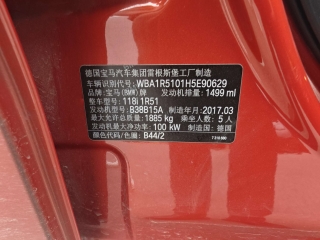 德国宝马汽车集团雷根斯堡工厂制造
车辆识别代号: WBA1R5101H5E90629
品牌: 宝马(BMW)牌 发动机排量: 1499 ml
整车型号: 118i 1R51
发动机型号: B38B15A 制造年月: 2017.03
最大允许总质量: 1885 kg 乘坐人数: 5 人
发动机最大净功率: 100 kW 制造国: 德国
颜色代码/色漆: B44/2